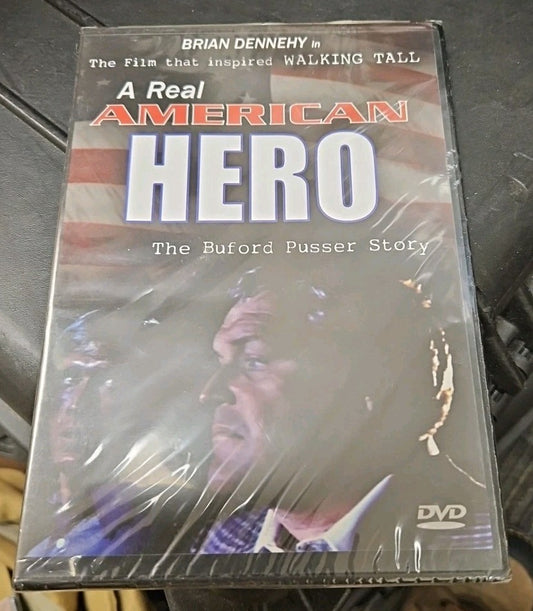 BRIAN DENNEHY in
The Film that inspired WALKING TALL
A Real
AMERICAN
HERO
The Buford Pusser Story
DVD